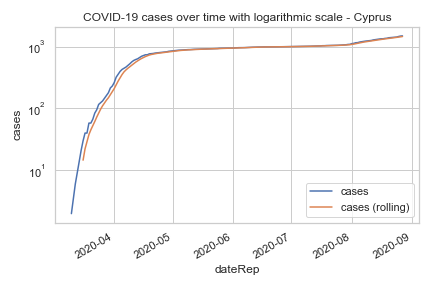 COVID-19 cases over time with logarithmic scale - Cyprus
cases
10³
10²
10¹
2020-04
2020-05
2020-06
2020-07
2020-08
2020-09
dateRep
cases
cases (rolling)